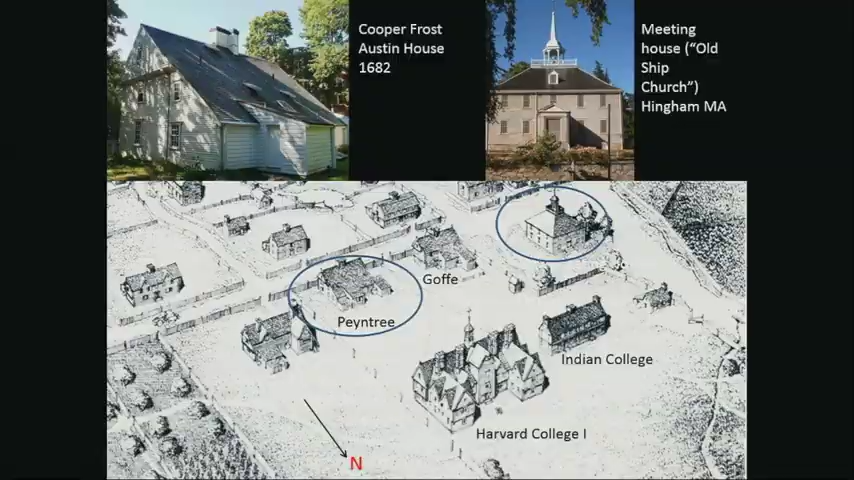 Cooper Frost
Austin House
1682
Meeting
house ("Old
Ship
Church")
Hingham MA
Goffe
Peyntree
Indian College
Harvard College I
N